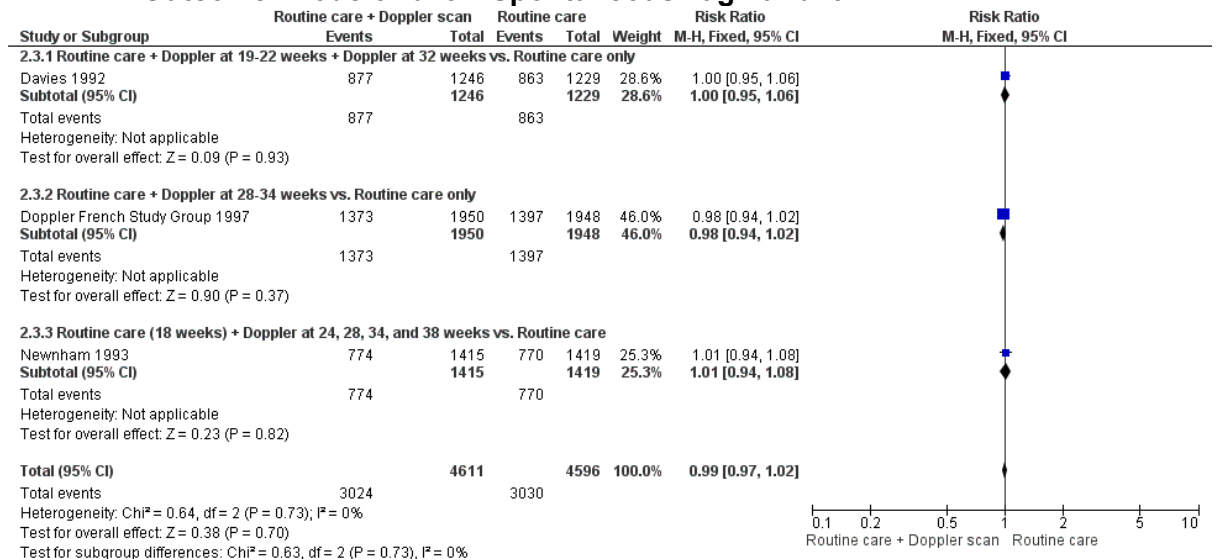 Routine care + Doppler scan Routine care Risk Ratio Risk Ratio
Study or Subgroup Events Total Events Total Weight M-H, Fixed, 95% CI M-H, Fixed, 95% CI
2.3.1 Routine care + Doppler at 19-22 weeks + Doppler at 32 weeks vs. Routine care only
Davies 1992 877 1246 863 1229 28.6% 1.00 [0.95, 1.06]
Subtotal (95% CI) 1246 1229 28.6% 1.00 [0.95, 1.06]
Total events 877 863
Heterogeneity: Not applicable
Test for overall effect: Z = 0.09 (P = 0.93)
2.3.2 Routine care + Doppler at 28-34 weeks vs. Routine care only
Doppler French Study Group 1997 1373 1950 1397 1948 46.0% 0.98 [0.94, 1.02]
Subtotal (95% CI) 1950 1948 46.0% 0.98 [0.94, 1.02]
Total events 1373 1397
Heterogeneity: Not applicable
Test for overall effect: Z = 0.90 (P = 0.37)
2.3.3 Routine care (18 weeks) + Doppler at 24, 28, 34, and 38 weeks vs. Routine care
Newnham 1993 774 1415 770 1419 25.3% 1.01 [0.94, 1.08]
Subtotal (95% CI) 1415 1419 25.3% 1.01 [0.94, 1.08]
Total events 774 770
Heterogeneity: Not applicable
Test for overall effect: Z = 0.23 (P = 0.82)
Total (95% CI) 4611 4596 100.0% 0.99 [0.97, 1.02]
Total events 3024 3030
Heterogeneity: Chi² = 0.64, df = 2 (P = 0.73); I² = 0%
Test for overall effect: Z = 0.38 (P = 0.70)
Test for subgroup differences: Chi² = 0.63, df = 2 (P = 0.73), I² = 0%
0.1 0.2 0.5 1 2 5 10
Routine care + Doppler scan Routine care